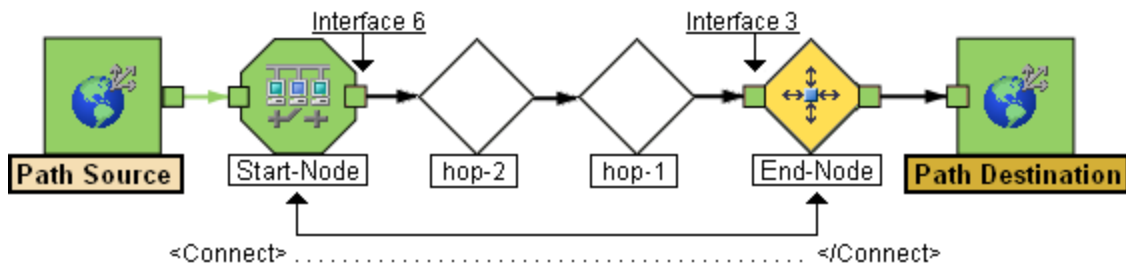 Interface 6
Interface 3
Path Source
Start-Node
hop-2
hop-1
End-Node
Path Destination
<Connect> . . . . . . . . . . . . . . . . . . . . . . . . . . . . . . . . . . . . . . . . . </Connect>